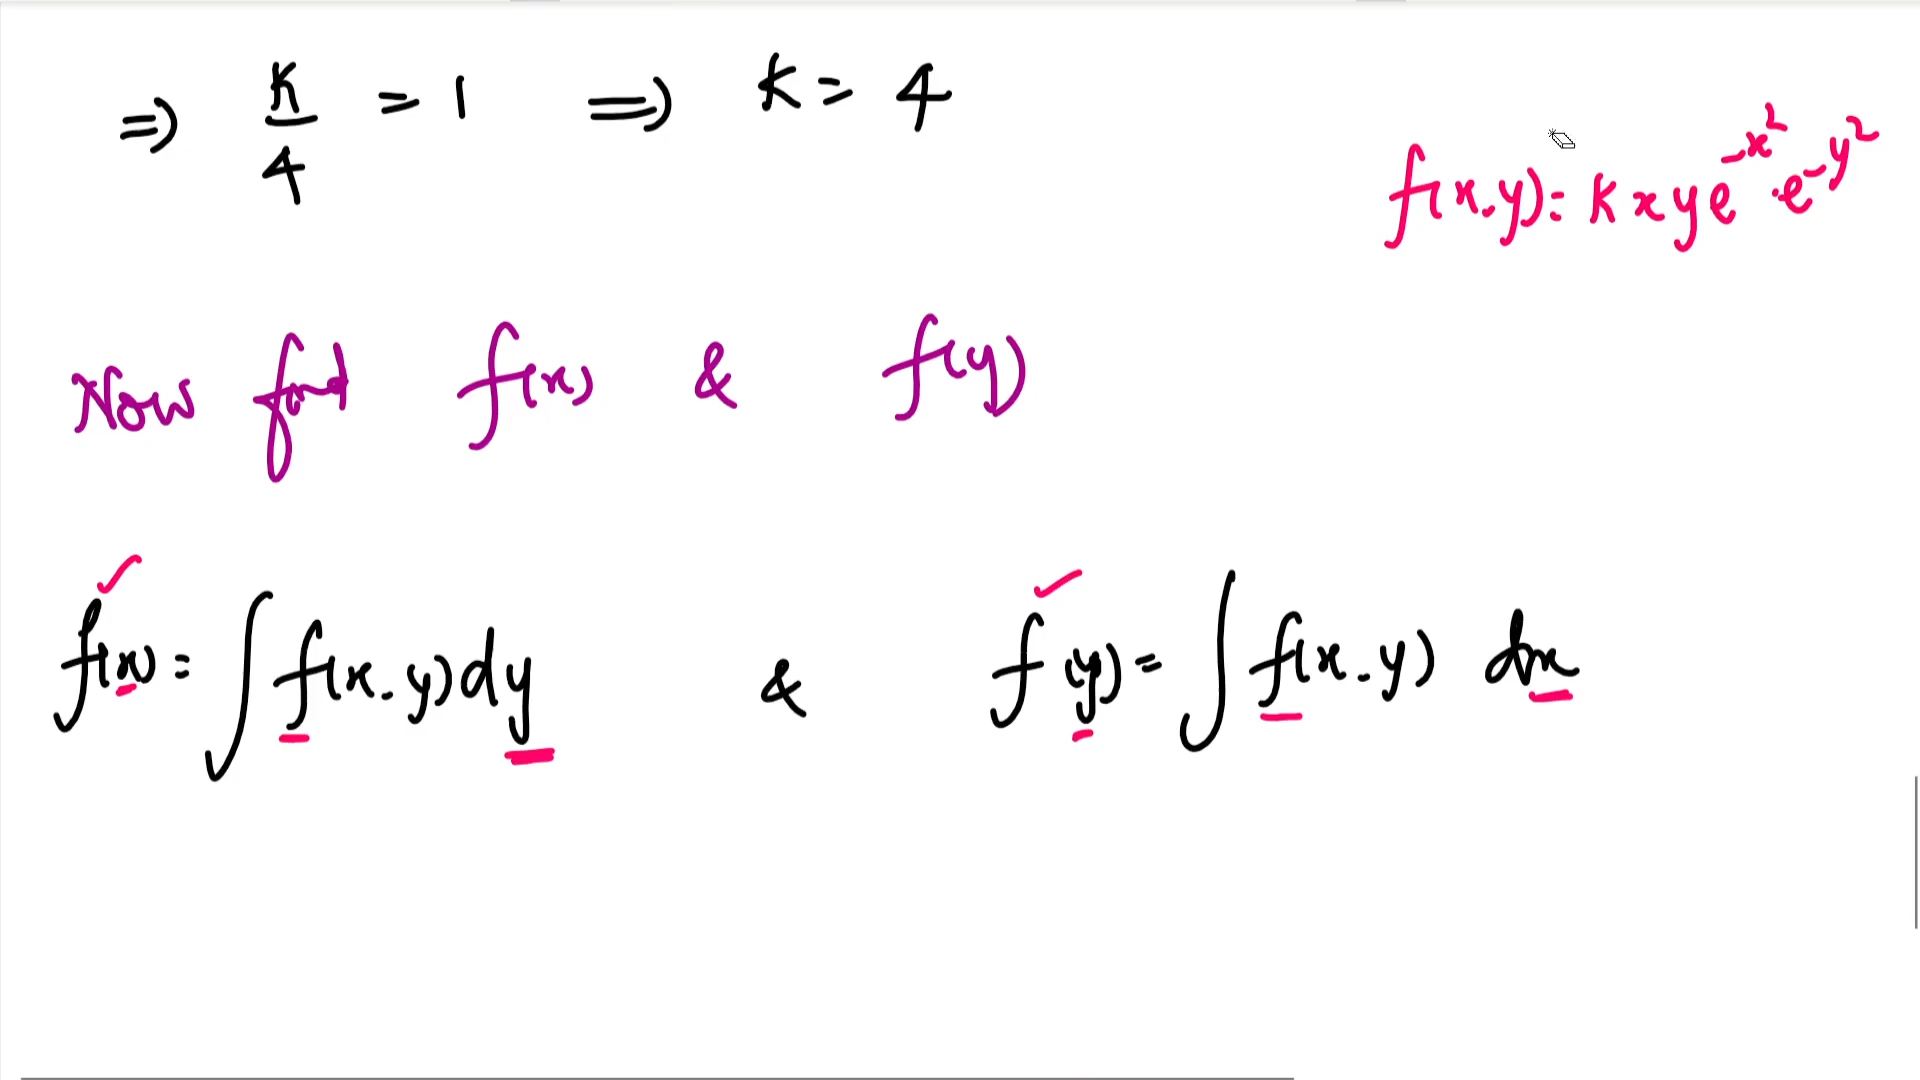 ⇒ K/4 = 1 ⇒ K = 4
f(x,y) = K x y e^-x² . e^-y²
Now find f(x) & f(y)
f(x) = ∫ f(x,y) dy & f(y) = ∫ f(x,y) dx